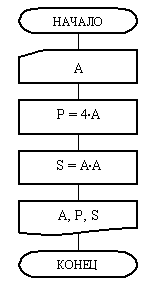 НАЧАЛО
A
P = 4·A
S = A·A
A, P, S
КОНЕЦ